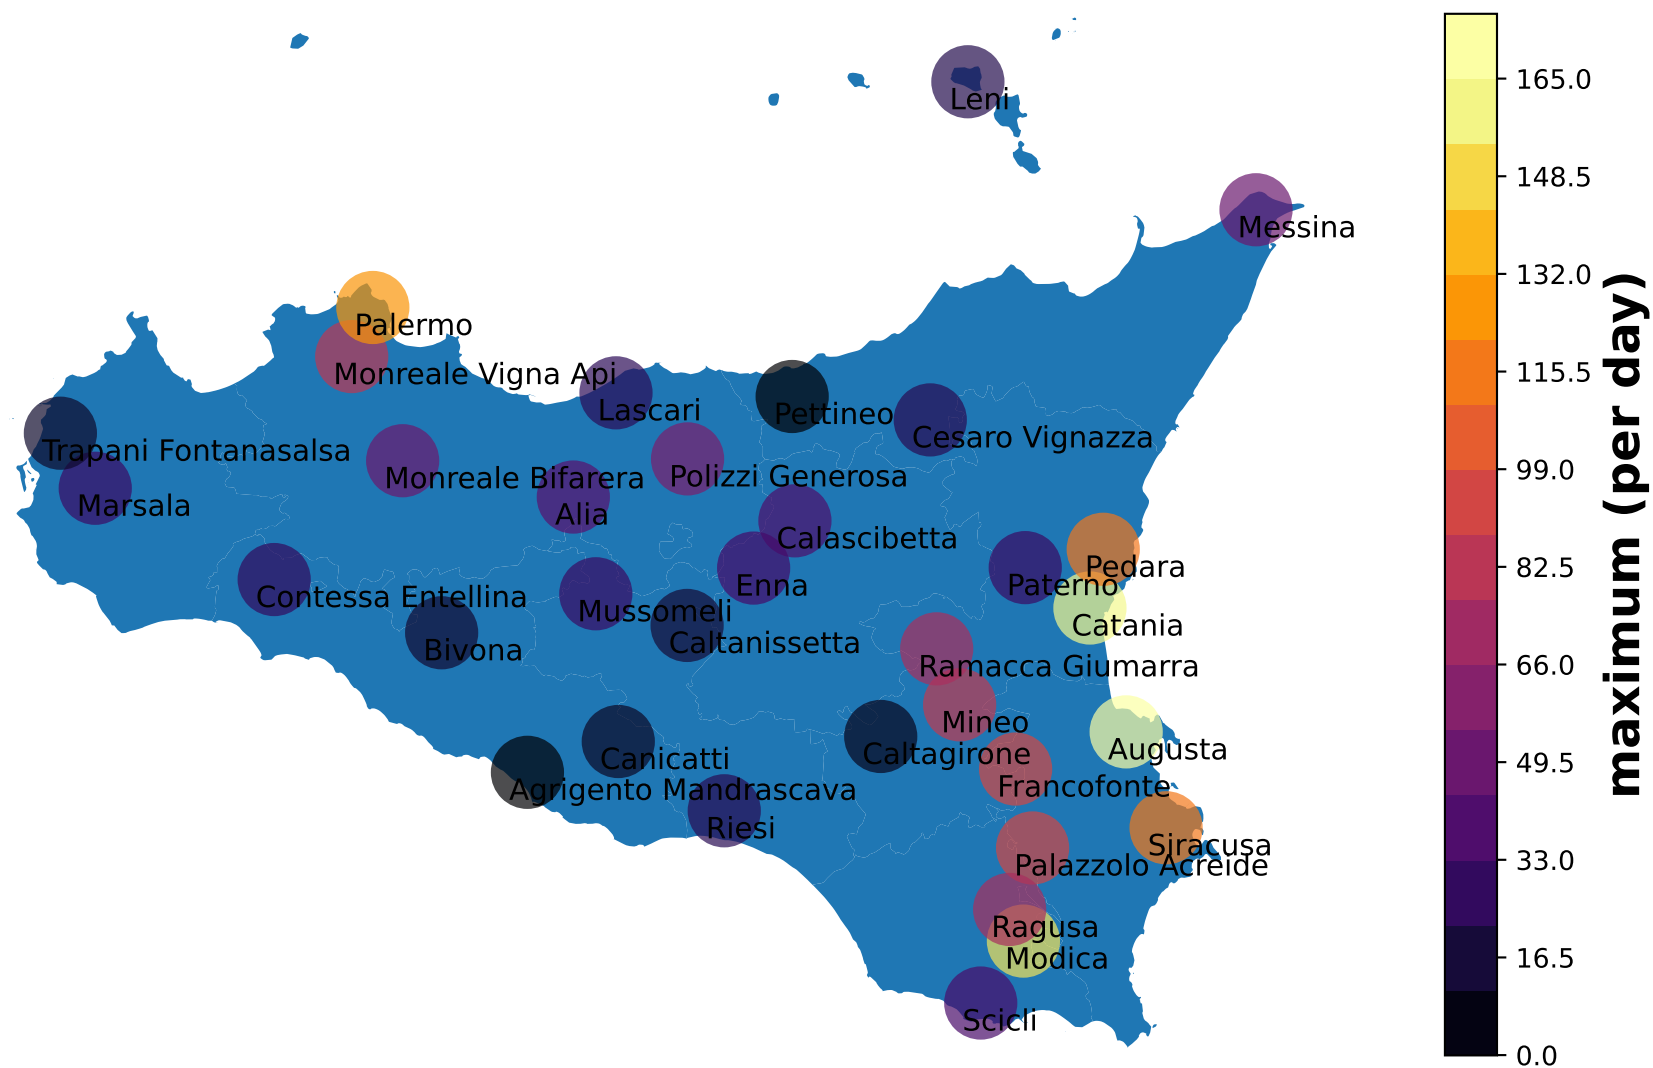 Leni
Messina
Palermo
Monreale Vigna Api
Lascari
Pettineo
Cesaro Vignazza
Trapani Fontanasalsa
Marsala
Monreale Bifarera
Polizzi Generosa
Alia
Calascibetta
Pedara
Enna
Paterno
Contessa Entellina
Mussomeli
Catania
Bivona
Caltanissetta
Ramacca Giumarra
Mineo
Augusta
Canicatti
Caltagirone
Francofonte
Agrigento Mandrascava
Riesi
Siracusa
Palazzolo Acreide
Ragusa
Modica
Scicli
165.0
148.5
132.0
115.5
99.0
82.5
66.0
49.5
33.0
16.5
0.0
maximum (per day)